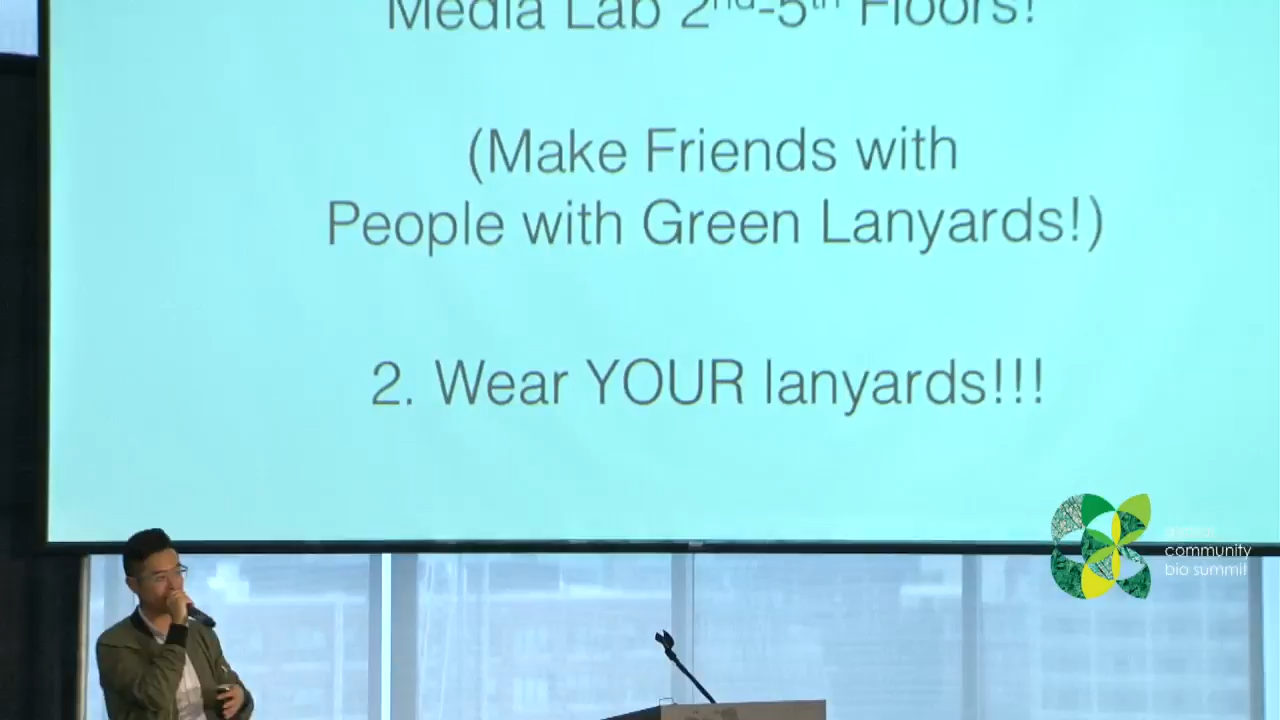 Media Lab 2nd-5th Floors!
(Make Friends with
People with Green Lanyards!)
2. Wear YOUR lanyards!!!
global
community
bio summit